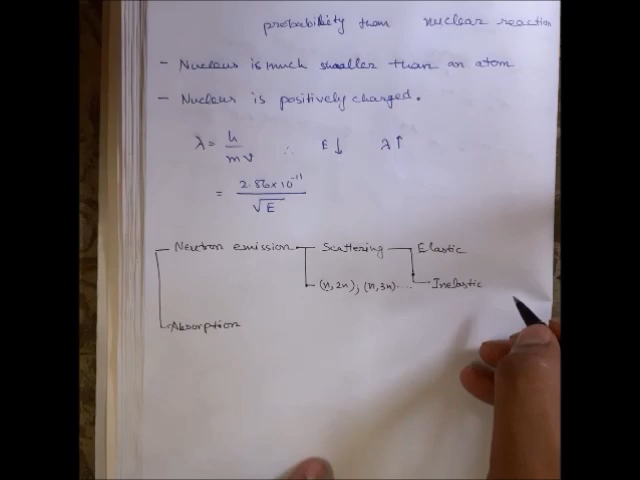 probability than nuclear reaction
- Nucleus is much smaller than an atom
- Nucleus is positively charged.
λ = h / mv ∴ E ↓ λ ↑
= 2.86 × 10⁻¹¹ / √E
Neutron emission Scattering Elastic
(n, 2n); (n, 3n).... Inelastic
Absorption